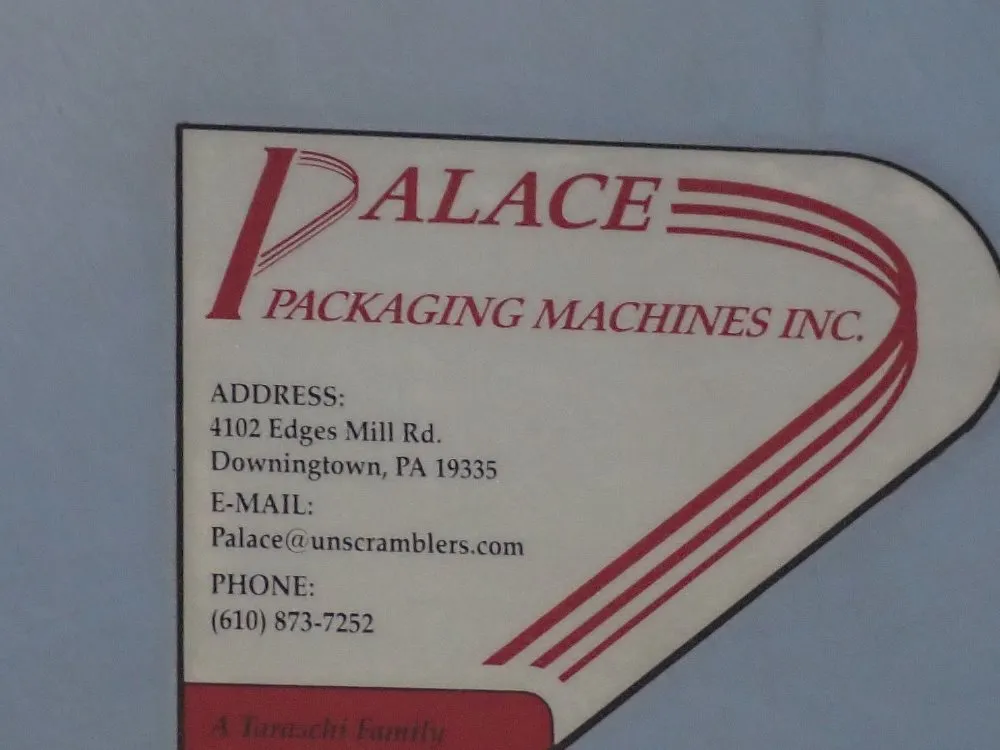 PALACE
PACKAGING MACHINES INC.
ADDRESS:
4102 Edges Mill Rd.
Downingtown, PA 19335
E-MAIL:
Palace@unscramblers.com
PHONE:
(610) 873-7252
A Taraschi Family